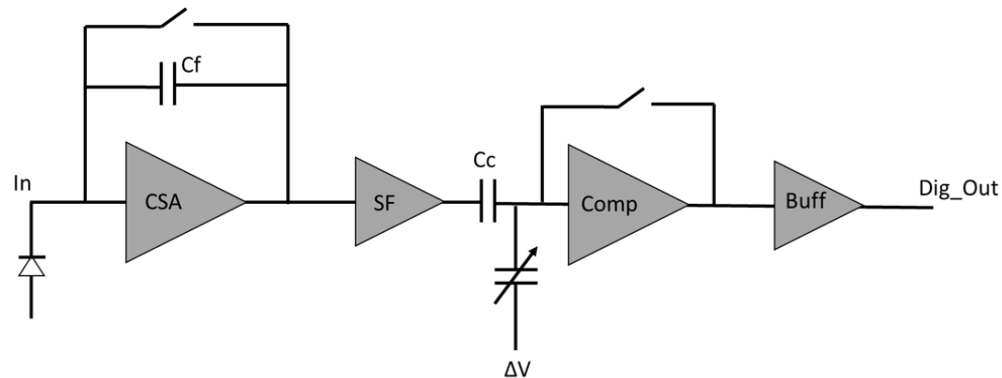 Cf
In
CSA
SF
Cc
Comp
Buff
Dig_Out
ΔV